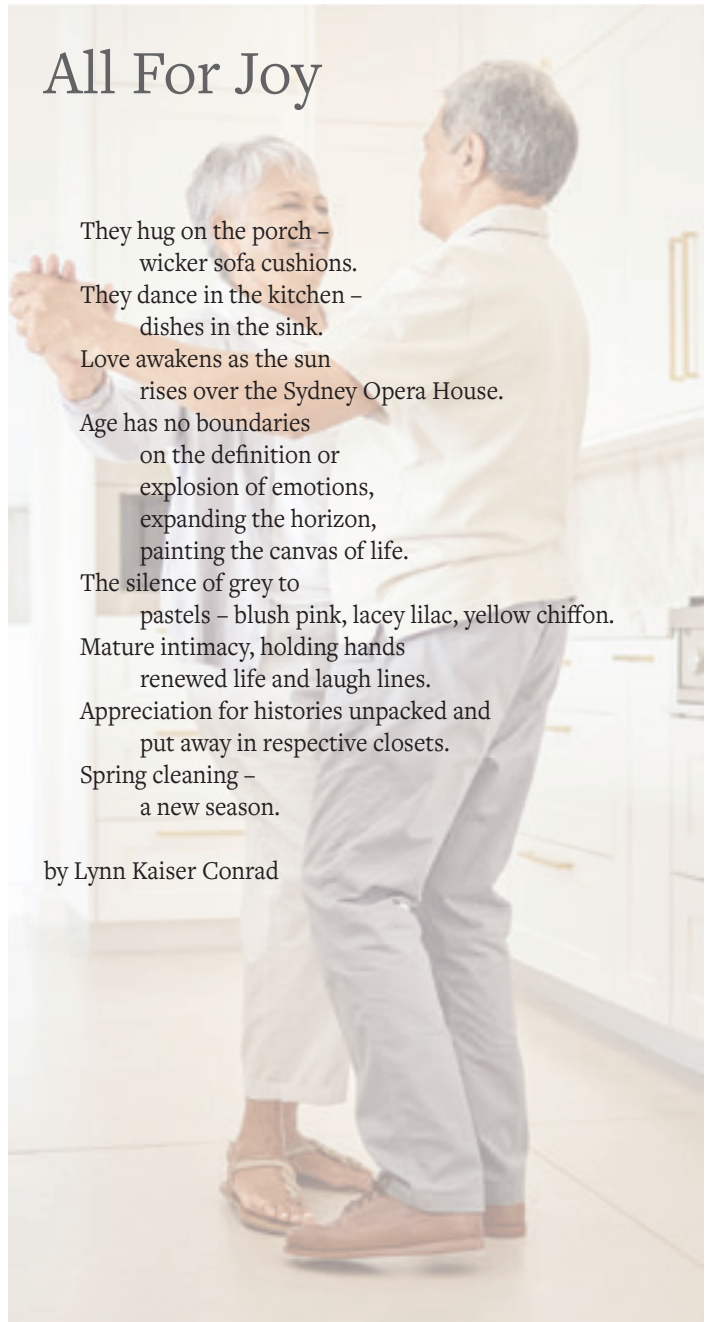 All For Joy
They hug on the porch –
wicker sofa cushions.
They dance in the kitchen –
dishes in the sink.
Love awakens as the sun
rises over the Sydney Opera House.
Age has no boundaries
on the definition or
explosion of emotions,
expanding the horizon,
painting the canvas of life.
The silence of grey to
pastels – blush pink, lacey lilac, yellow chiffon.
Mature intimacy, holding hands
renewed life and laugh lines.
Appreciation for histories unpacked and
put away in respective closets.
Spring cleaning –
a new season.
by Lynn Kaiser Conrad